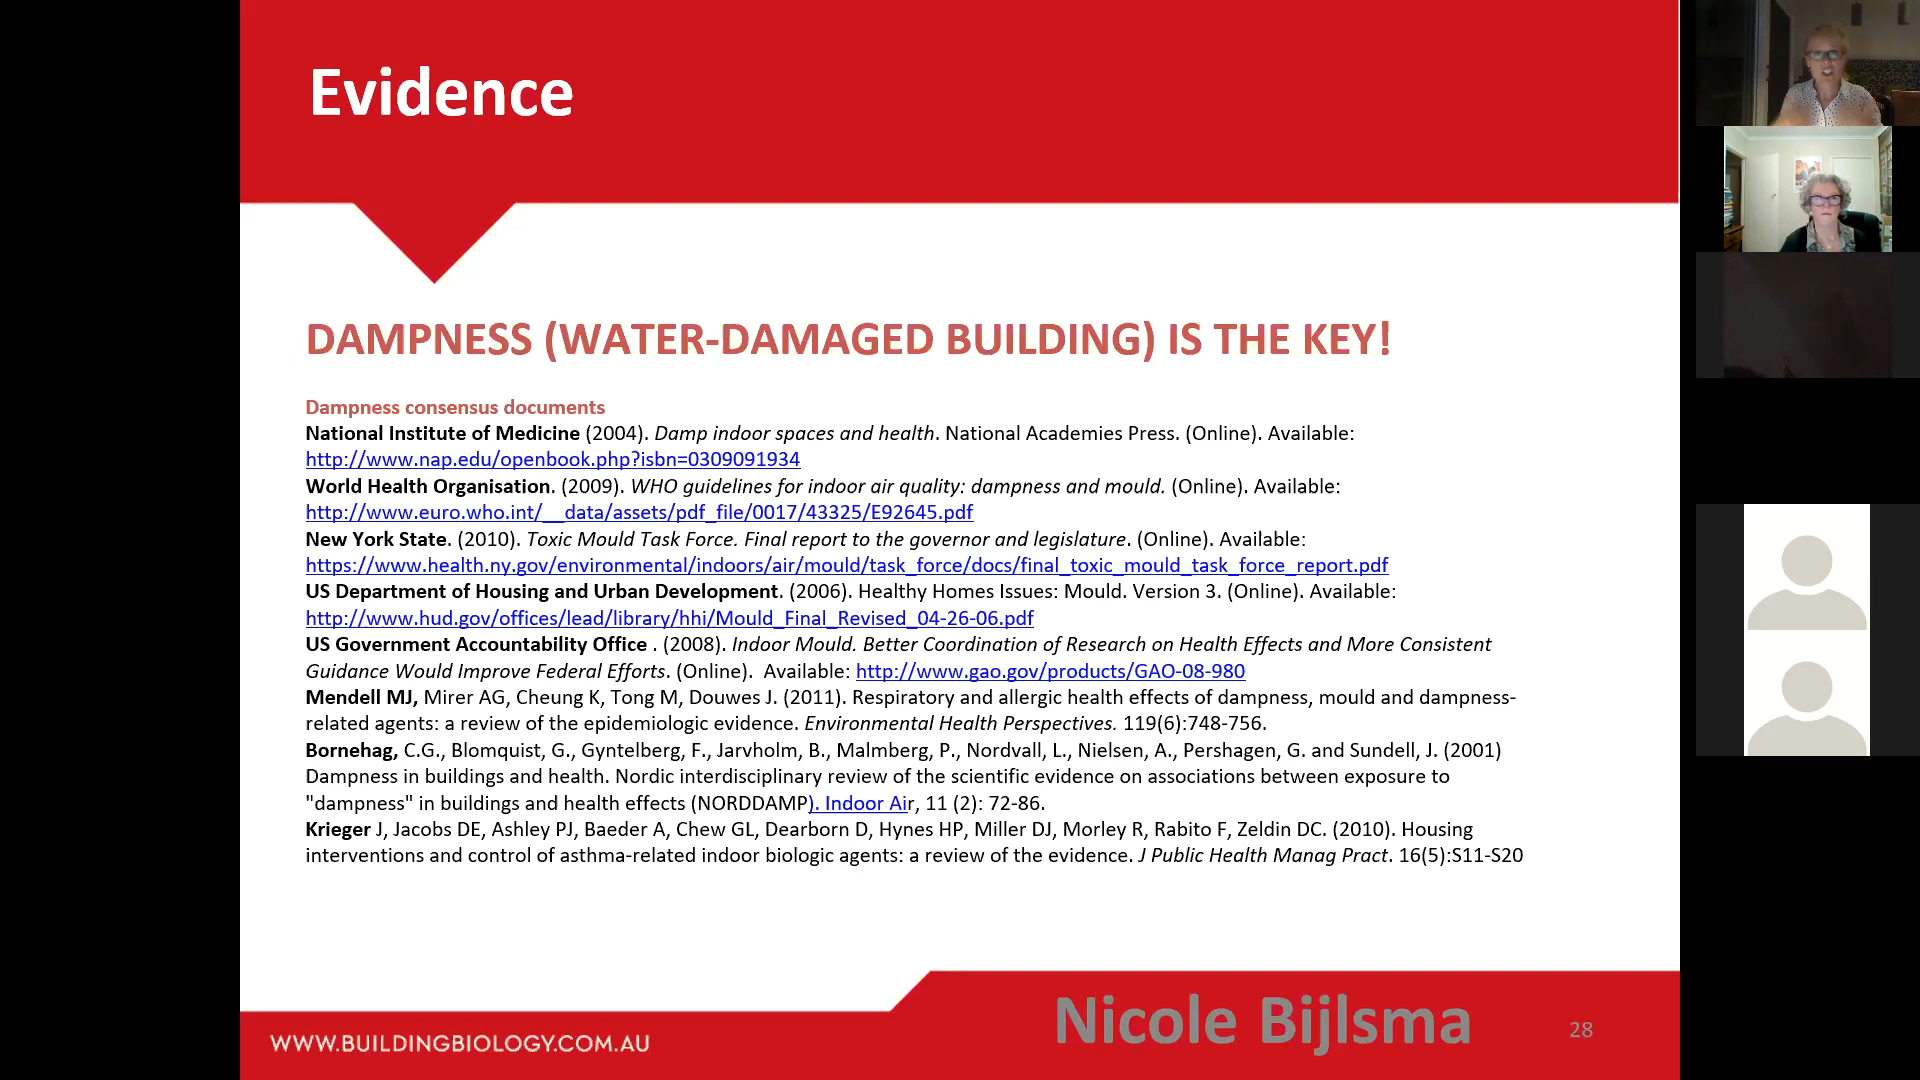 Evidence
DAMPNESS (WATER-DAMAGED BUILDING) IS THE KEY!
Dampness consensus documents
National Institute of Medicine (2004). Damp indoor spaces and health. National Academies Press. (Online). Available:
http://www.nap.edu/openbook.php?isbn=0309091934
World Health Organisation. (2009). WHO guidelines for indoor air quality: dampness and mould. (Online). Available:
http://www.euro.who.int/__data/assets/pdf_file/0017/43325/E92645.pdf
New York State. (2010). Toxic Mould Task Force. Final report to the governor and legislature. (Online). Available:
https://www.health.ny.gov/environmental/indoors/air/mould/task_force/docs/final_toxic_mould_task_force_report.pdf
US Department of Housing and Urban Development. (2006). Healthy Homes Issues: Mould. Version 3. (Online). Available:
http://www.hud.gov/offices/lead/library/hhi/Mould_Final_Revised_04-26-06.pdf
US Government Accountability Office . (2008). Indoor Mould. Better Coordination of Research on Health Effects and More Consistent
Guidance Would Improve Federal Efforts. (Online). Available: http://www.gao.gov/products/GAO-08-980
Mendell MJ, Mirer AG, Cheung K, Tong M, Douwes J. (2011). Respiratory and allergic health effects of dampness, mould and dampness-
related agents: a review of the epidemiologic evidence. Environmental Health Perspectives. 119(6):748-756.
Bornehag, C.G., Blomquist, G., Gyntelberg, F., Jarvholm, B., Malmberg, P., Nordvall, L., Nielsen, A., Pershagen, G. and Sundell, J. (2001)
Dampness in buildings and health. Nordic interdisciplinary review of the scientific evidence on associations between exposure to
"dampness" in buildings and health effects (NORDDAMP). Indoor Air, 11 (2): 72-86.
Krieger J, Jacobs DE, Ashley PJ, Baeder A, Chew GL, Dearborn D, Hynes HP, Miller DJ, Morley R, Rabito F, Zeldin DC. (2010). Housing
interventions and control of asthma-related indoor biologic agents: a review of the evidence. J Public Health Manag Pract. 16(5):S11-S20
WWW.BUILDINGBIOLOGY.COM.AU
Nicole Bijlsma
28